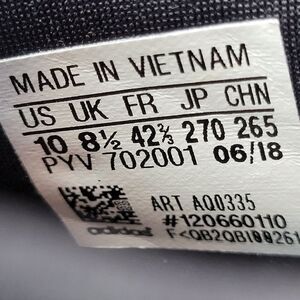 MADE IN VIETNAM
US UK FR JP CHN
10 8½ 42⅔ 270 265
PYV 702001 06/18
ART AQ0335
#120660110
adidas